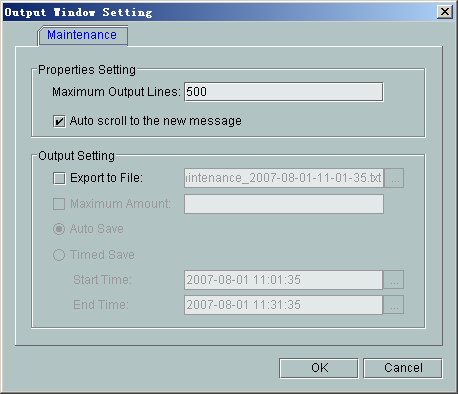 Output Window Setting
Maintenance
Properties Setting
Maximum Output Lines: 500
Auto scroll to the new message
Output Setting
Export to File: intenance_2007-08-01-11-01-35.txt ...
Maximum Amount:
Auto Save
Timed Save
Start Time: 2007-08-01 11:01:35 ...
End Time: 2007-08-01 11:31:35 ...
OK Cancel